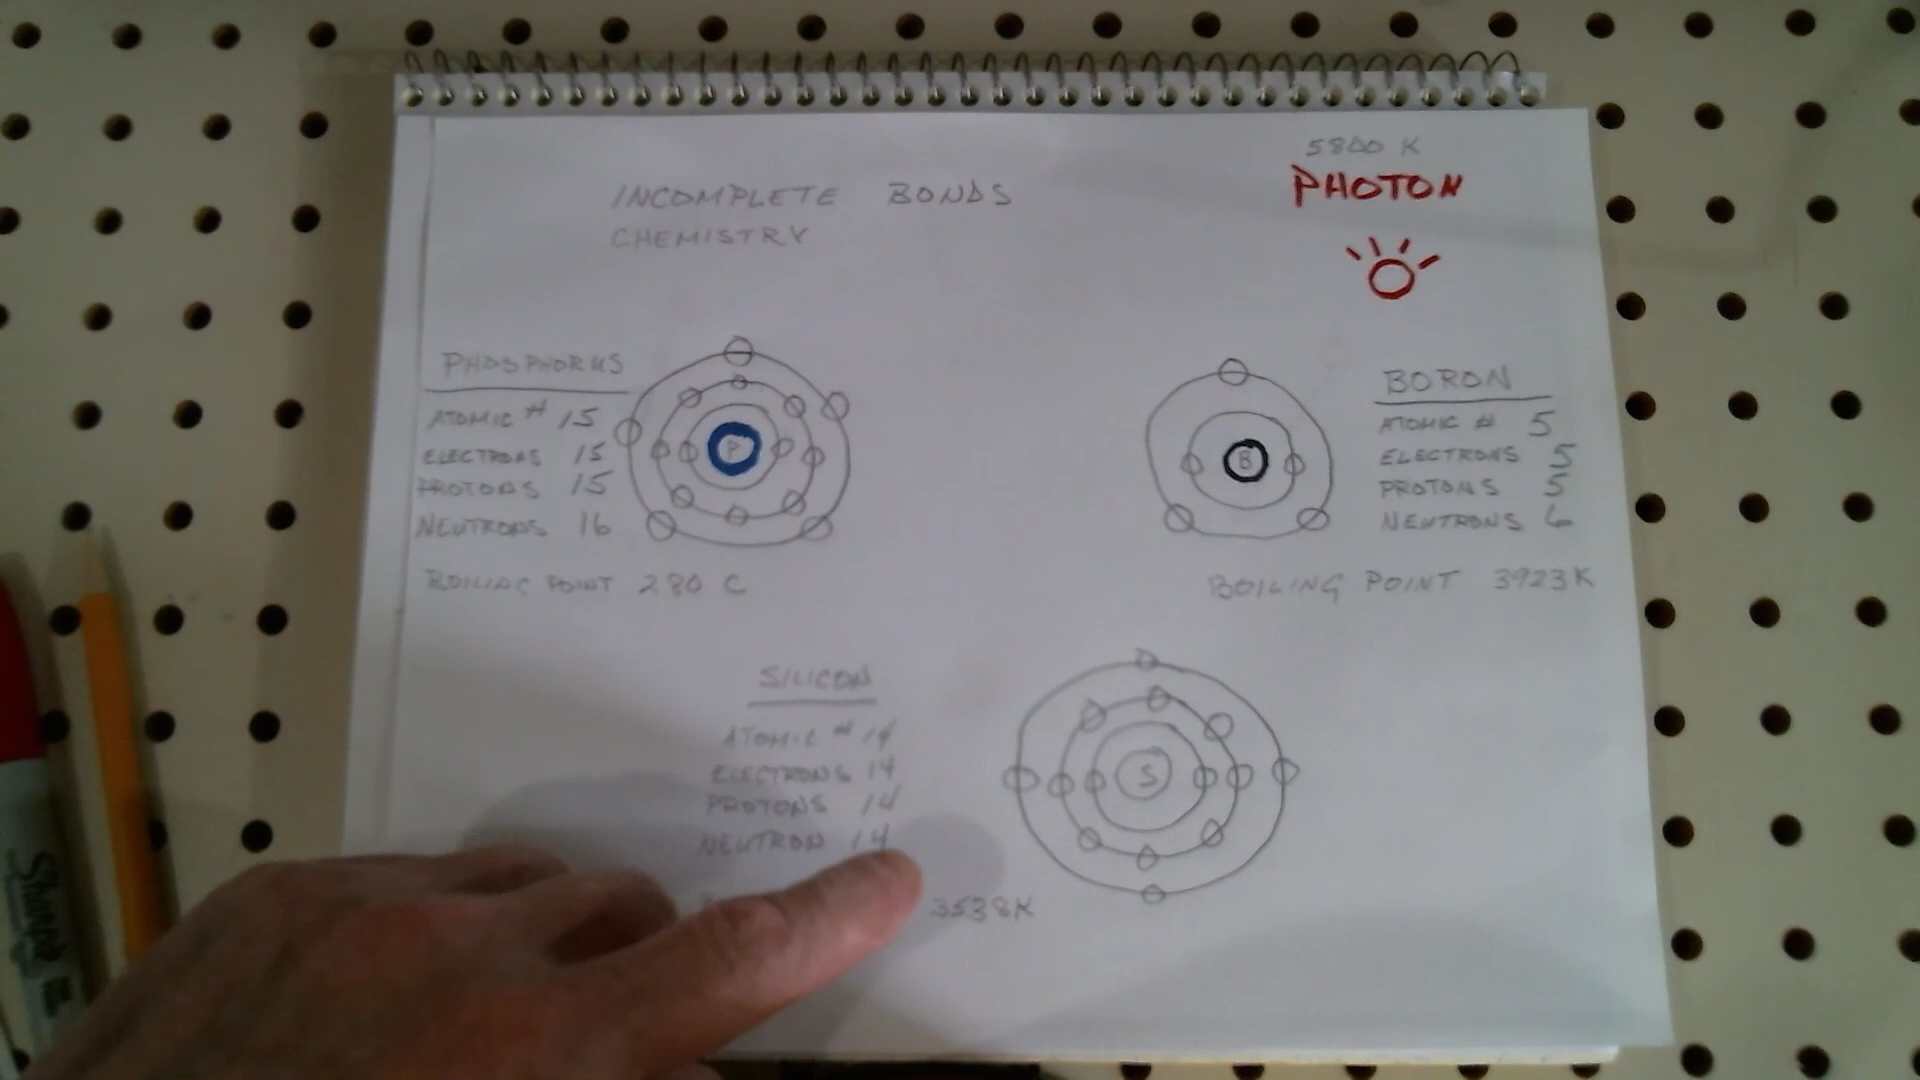 5800 K
PHOTON
INCOMPLETE BONDS
CHEMISTRY
PHOSPHORUS
ATOMIC # 15
ELECTRONS 15
PROTONS 15
NEUTRONS 16
BOILING POINT 280 C
P
B
BORON
ATOMIC # 5
ELECTRONS 5
PROTONS 5
NEUTRONS 6
BOILING POINT 3923K
SILICON
ATOMIC # 14
ELECTRONS 14
PROTONS 14
NEUTRON 14
3538K
S
Sharpie